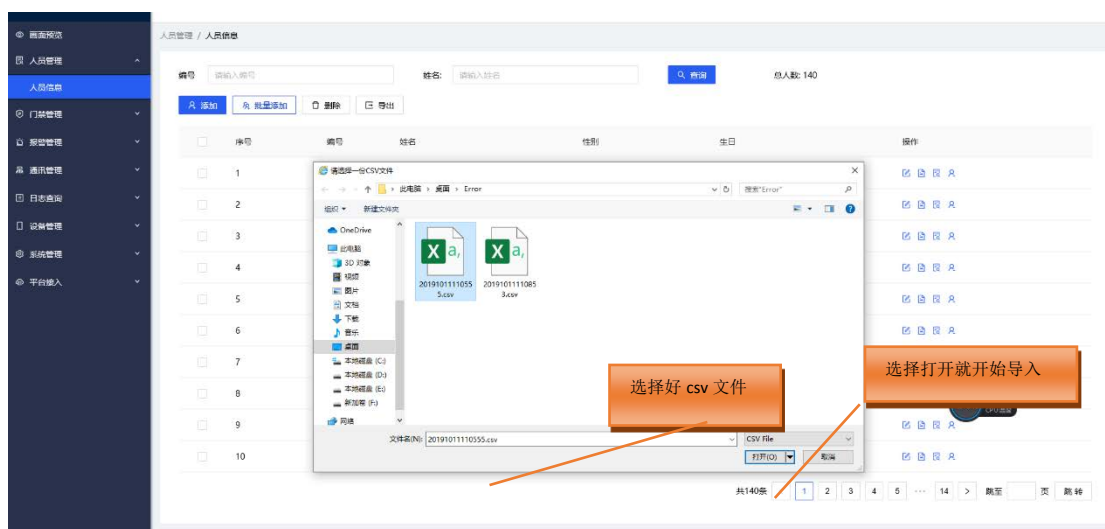 画面预览
人员管理 / 人员信息
人员管理
人员信息
门禁管理
报警管理
通讯管理
日志查询
设备管理
系统管理
平台接入
编号 请输入编号 姓名: 请输入姓名 查询 总人数: 140
添加 批量添加 删除 导出
序号 编号 姓名 性别 生日 操作
1
2
3
4
5
6
7
8
9
10
请选择一份CSV文件
此电脑 › 桌面 › Error 搜索"Error"
组织 新建文件夹
OneDrive
此电脑
3D 对象
视频
图片
文档
下载
音乐
桌面
本地磁盘 (C:)
本地磁盘 (D:)
本地磁盘 (E:)
新加卷 (F:)
网络
X a,
X a,
2019101111055
5.csv
2019101111085
3.csv
文件名(N): 20191011110555.csv CSV File
打开(O) 取消
选择好 csv 文件
选择打开就开始导入
共140条 1 2 3 4 5 ··· 14 > 跳至 页 跳转